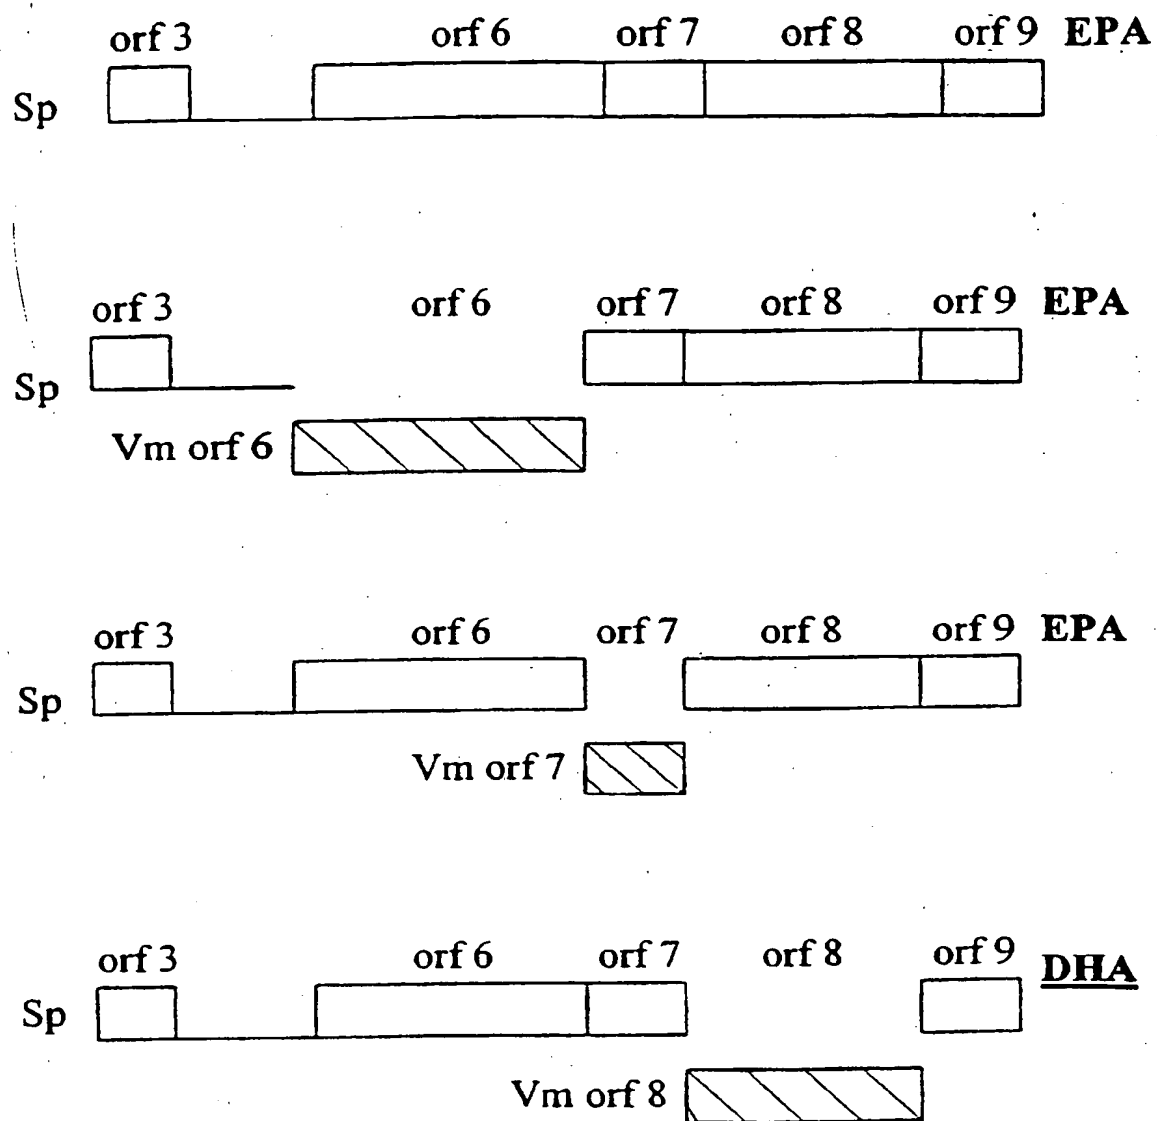 orf 3 orf 6 orf 7 orf 8 orf 9 EPA
Sp
orf 3 orf 6 orf 7 orf 8 orf 9 EPA
Sp
Vm orf 6
orf 3 orf 6 orf 7 orf 8 orf 9 EPA
Sp
Vm orf 7
orf 3 orf 6 orf 7 orf 8 orf 9 DHA
Sp
Vm orf 8